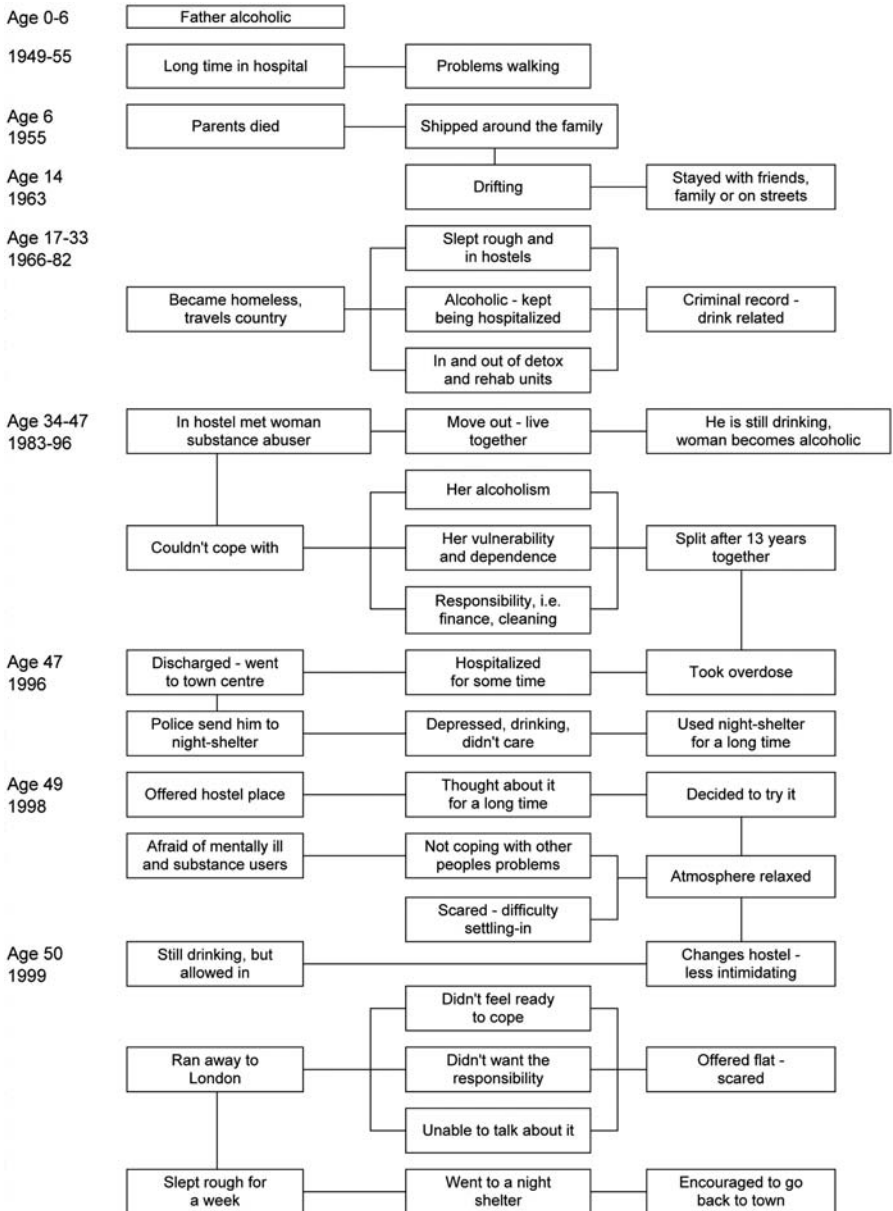 Age 0-6
Father alcoholic
1949-55
Long time in hospital
Problems walking
Age 6
1955
Parents died
Shipped around the family
Age 14
1963
Drifting
Stayed with friends,
family or on streets
Age 17-33
1966-82
Became homeless,
travels country
Slept rough and
in hostels
Alcoholic - kept
being hospitalized
In and out of detox
and rehab units
Criminal record -
drink related
Age 34-47
1983-96
In hostel met woman
substance abuser
Move out - live
together
He is still drinking,
woman becomes alcoholic
Couldn't cope with
Her alcoholism
Her vulnerability
and dependence
Responsibility, i.e.
finance, cleaning
Split after 13 years
together
Age 47
1996
Discharged - went
to town centre
Hospitalized
for some time
Took overdose
Police send him to
night-shelter
Depressed, drinking,
didn't care
Used night-shelter
for a long time
Age 49
1998
Offered hostel place
Thought about it
for a long time
Decided to try it
Afraid of mentally ill
and substance users
Not coping with other
peoples problems
Scared - difficulty
settling-in
Atmosphere relaxed
Age 50
1999
Still drinking, but
allowed in
Changes hostel -
less intimidating
Ran away to
London
Didn't feel ready
to cope
Didn't want the
responsibility
Unable to talk about it
Offered flat -
scared
Slept rough for
a week
Went to a night
shelter
Encouraged to go
back to town